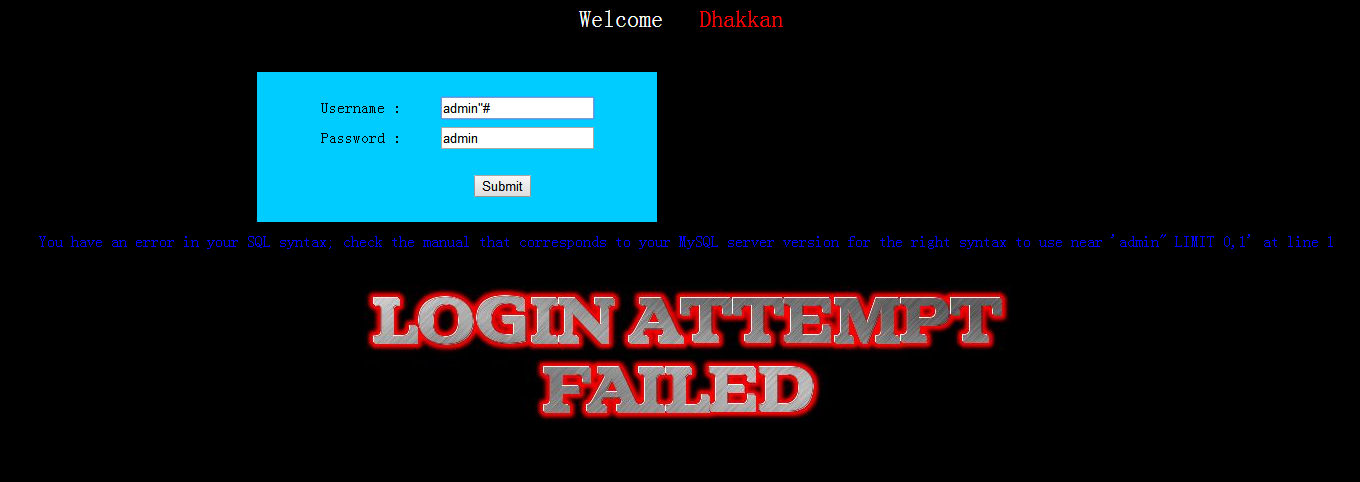 Welcome Dhakkan
Username : admin"#
Password : admin
Submit
You have an error in your SQL syntax; check the manual that corresponds to your MySQL server version for the right syntax to use near 'admin" LIMIT 0,1' at line 1
LOGIN ATTEMPT
FAILED